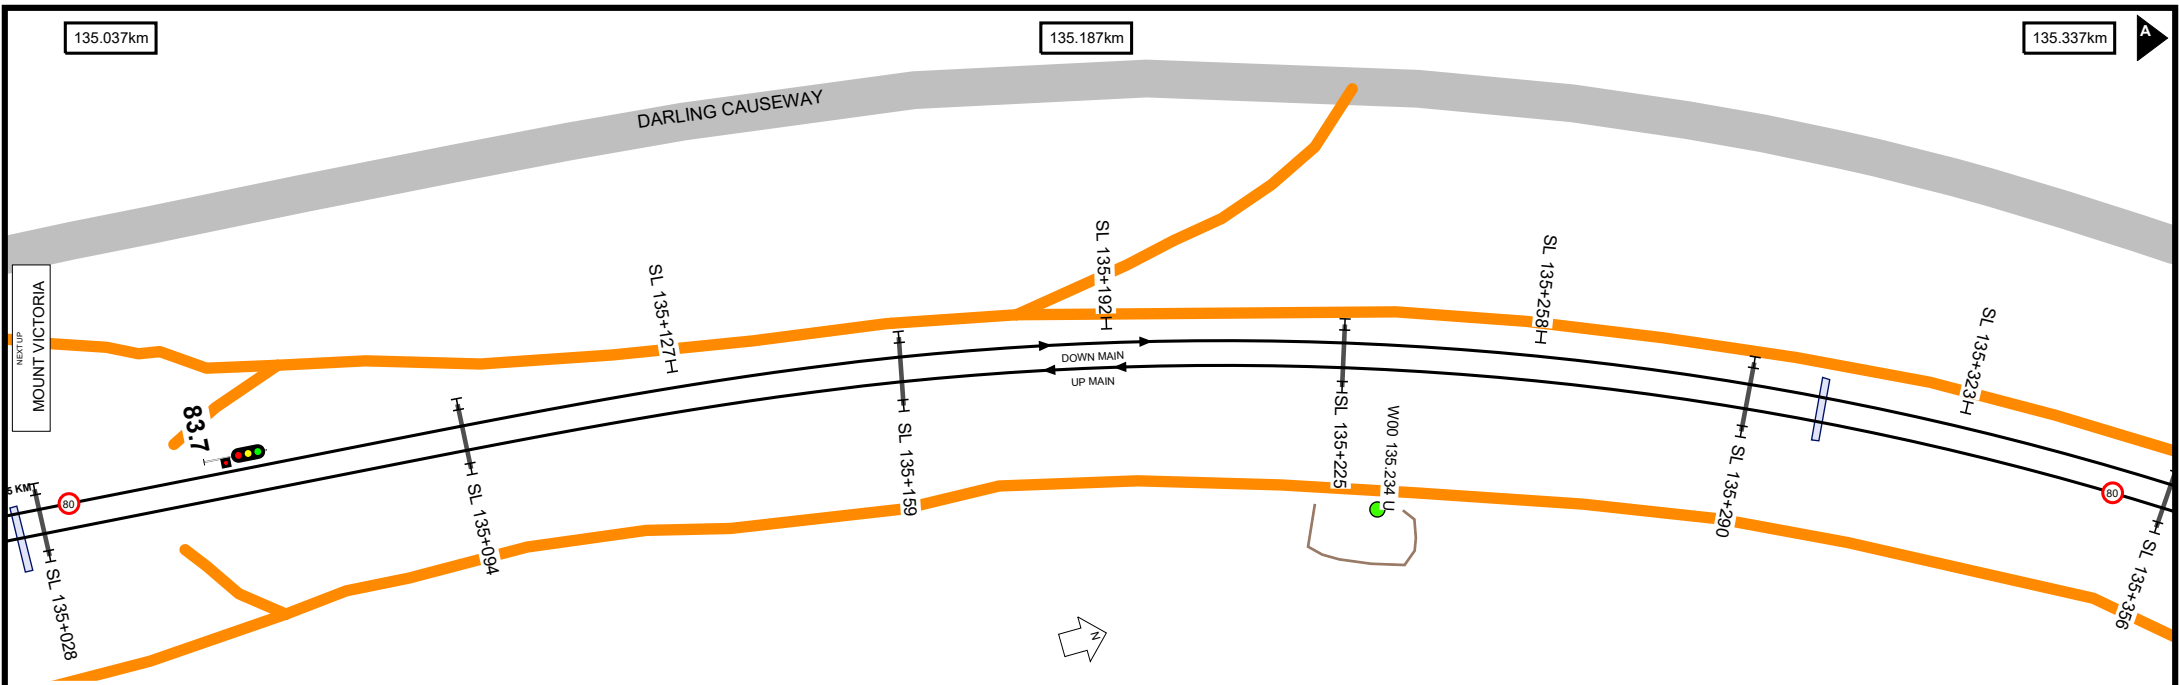 135.037km
135.187km
135.337km
A
DARLING CAUSEWAY
NEXT UP
MOUNT VICTORIA
83.7
5 KM
80
SL 135+028
SL 135+094
SL 135+127
SL 135+159
SL 135+192
DOWN MAIN
UP MAIN
SL 135+225
W00 135.234 U
SL 135+258
SL 135+290
SL 135+323
80
SL 135+356
N